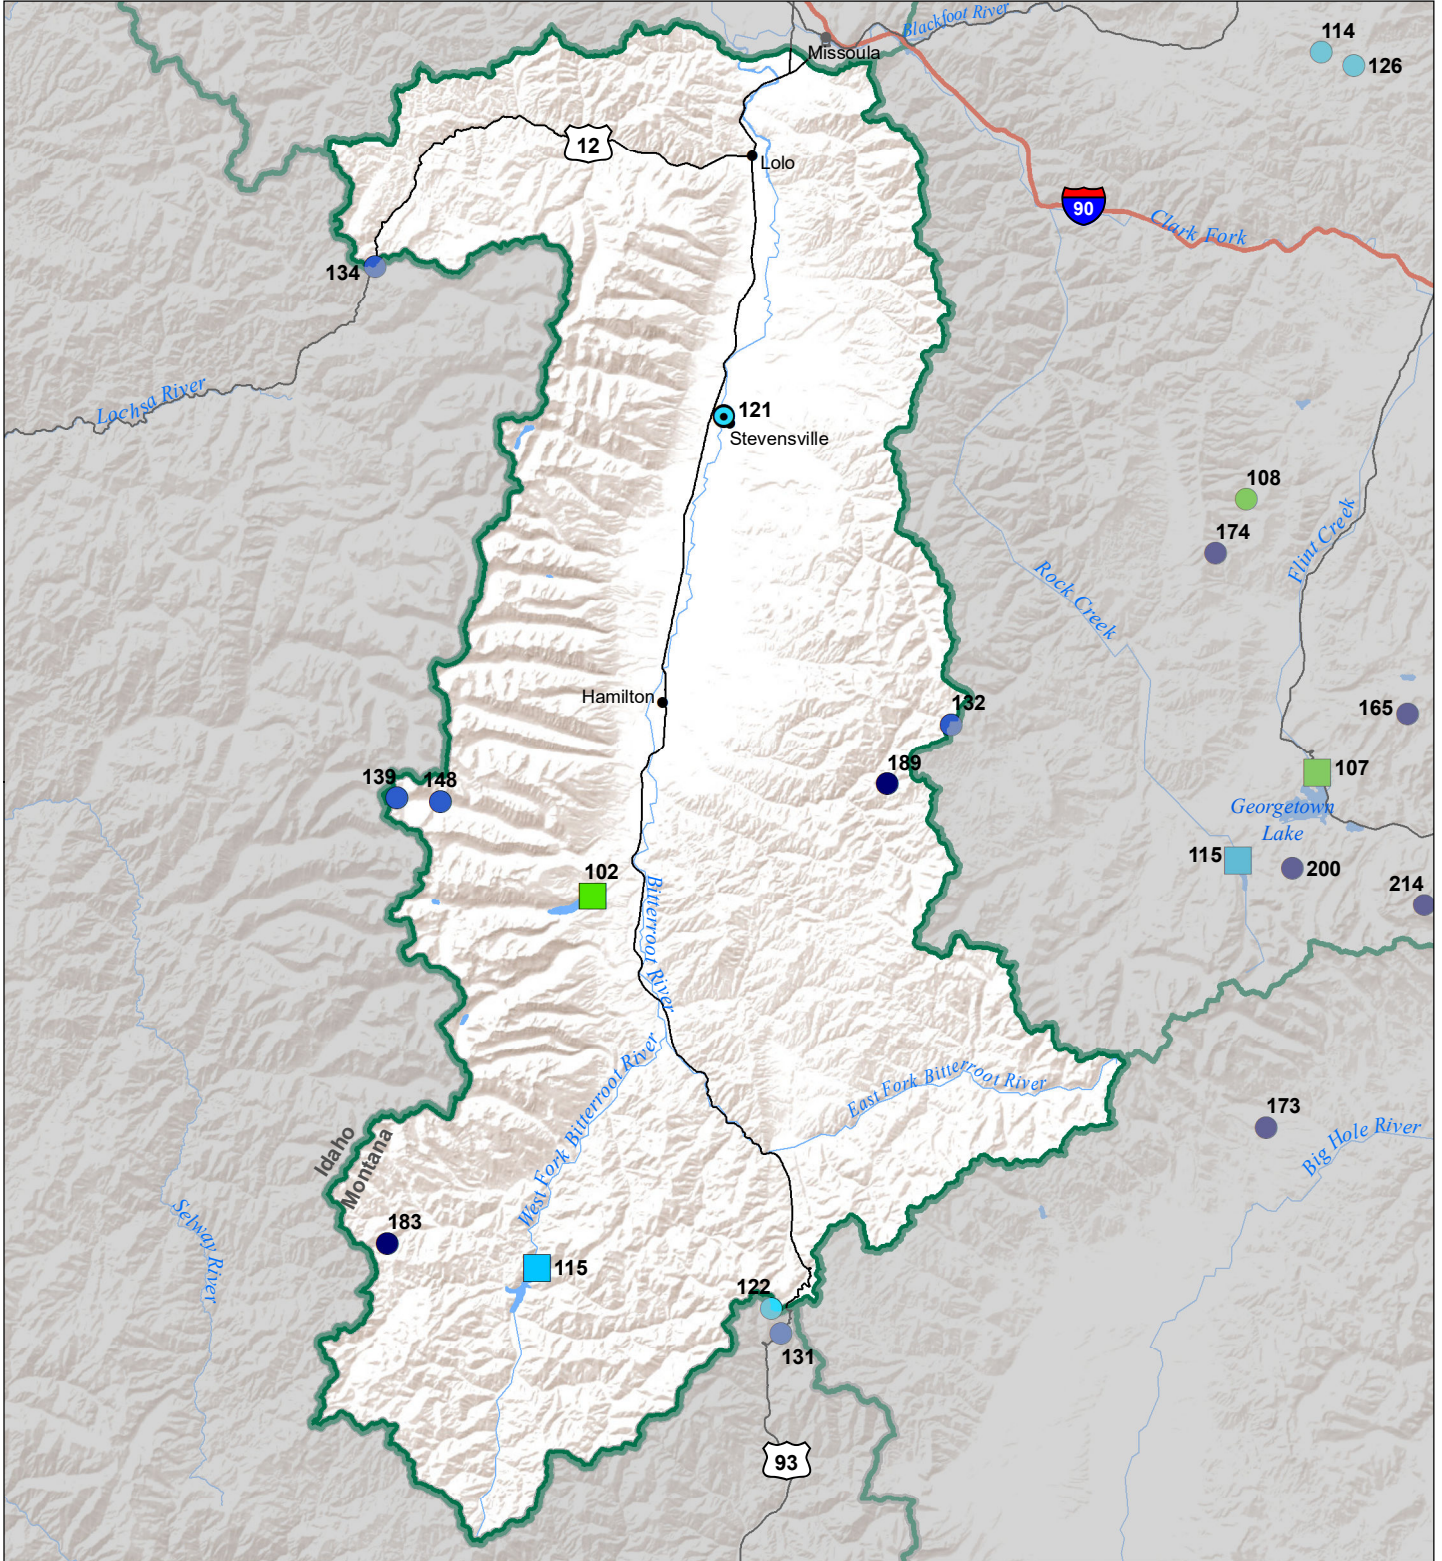 Blackfoot River
114
Missoula
126
12
Lolo
90
Clark Fork
134
Lochsa River
121
Stevensville
108
174
Flint Creek
Rock Creek
Hamilton
132
165
189
107
139
148
Georgetown
Lake
115
200
102
214
Bitterroot River
West Fork Bitterroot River
East Fork Bitterroot River
173
Big Hole River
Idaho
Montana
183
Selway River
115
122
131
93